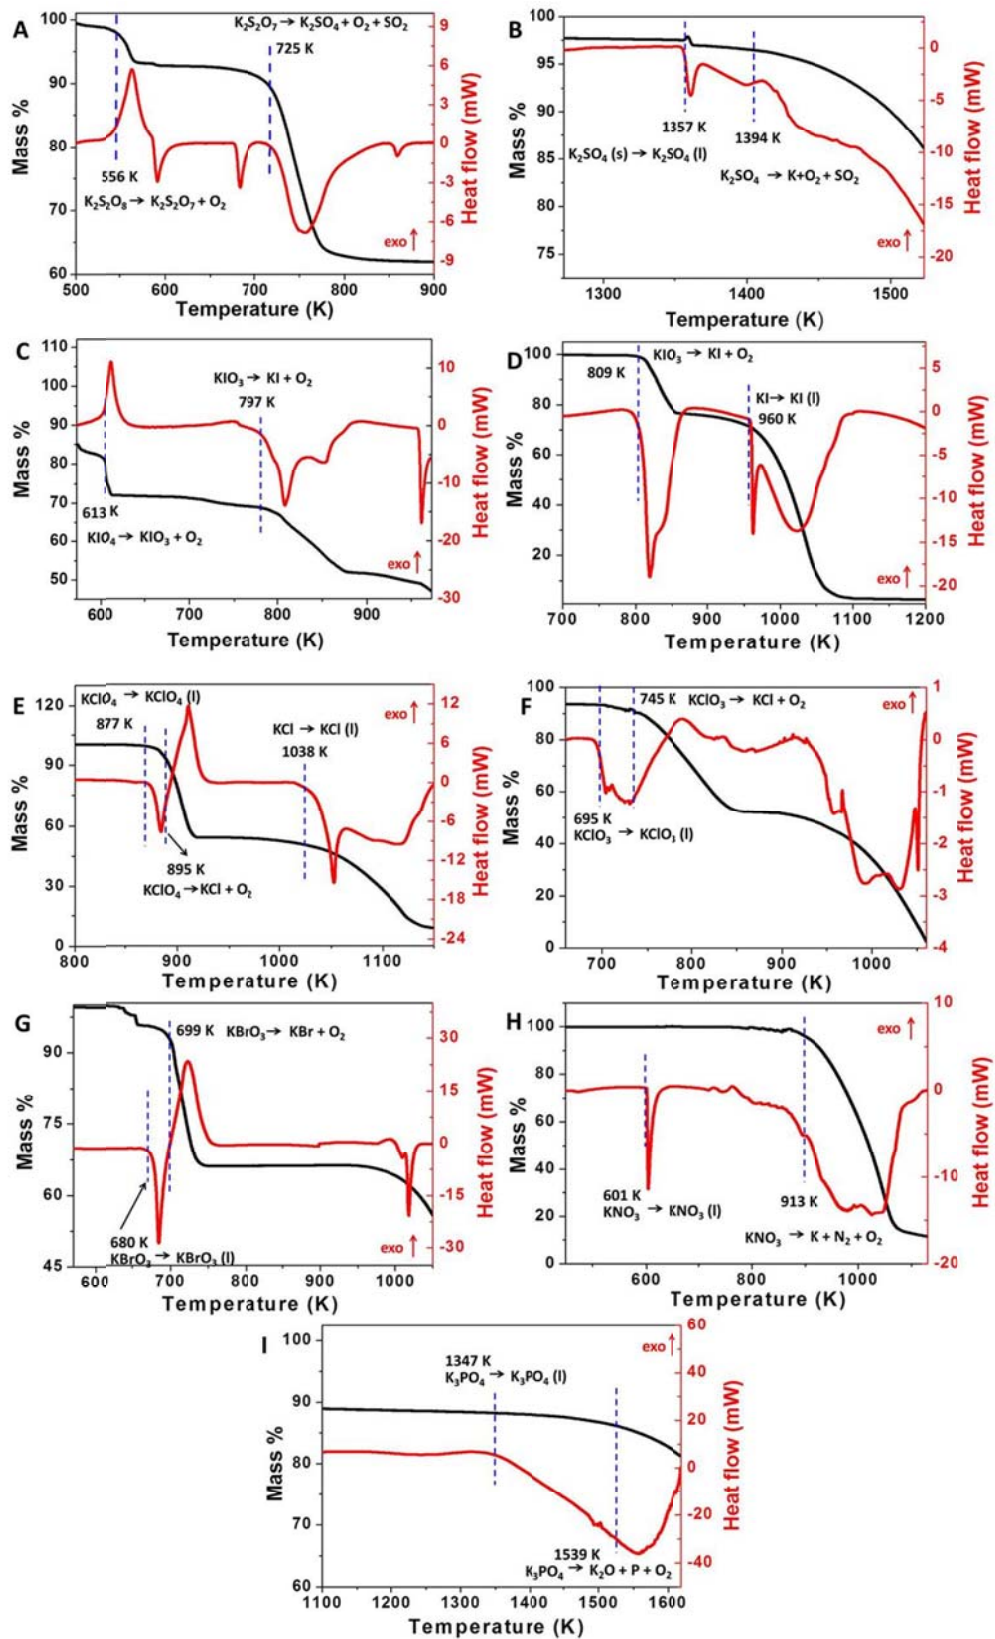 A
K₂S₂O₇ → K₂SO₄ + O₂ + SO₂
725 K
556 K
K₂S₂O₈ → K₂S₂O₇ + O₂
exo ↑
100
90
80
70
60
9
6
3
0
-3
-6
-9
500 600 700 800 900
Mass %
Heat flow (mW)
Temperature (K)
B
1357 K
1394 K
K₂SO₄ (s) → K₂SO₄ (l)
K₂SO₄ → K+O₂ + SO₂
exo ↑
100
95
90
85
80
75
0
-5
-10
-15
-20
1300 1400 1500
Mass %
Heat flow (mW)
Temperature (K)
C
KIO₃ → KI + O₂
797 K
613 K
KIO₄ → KIO₃ + O₂
exo ↑
110
100
90
80
70
60
50
10
0
-10
-20
-30
600 700 800 900
Mass %
Heat flow (mW)
Temperature (K)
D
KIO₃ → KI + O₂
809 K
KI→ KI (l)
960 K
exo ↑
100
80
60
40
20
5
0
-5
-10
-15
-20
700 800 900 1000 1100 1200
Mass %
Heat flow (mW)
Temperature (K)
E
KClO₄ → KClO₄ (l)
877 K
KCl → KCl (l)
1038 K
895 K
KClO₄ → KCl + O₂
exo ↑
120
90
60
30
0
12
6
0
-6
-12
-18
-24
800 900 1000 1100
Mass %
Heat flow (mW)
Temperature (K)
F
745 K
KClO₃ → KCl + O₂
695 K
KClO₃ → KClO₃ (l)
exo ↑
100
80
60
40
20
0
1
0
-1
-2
-3
-4
700 800 900 1000
Mass %
Heat flow (mW)
Temperature (K)
G
699 K KBrO₃ → KBr + O₂
680 K
KBrO₃ → KBrO₃ (l)
exo ↑
90
75
60
45
30
15
0
-15
-30
600 700 800 900 1000
Mass %
Heat flow (mW)
Temperature (K)
H
601 K
KNO₃ → KNO₃ (l)
913 K
KNO₃ → K + N₂ + O₂
exo ↑
100
80
60
40
20
0
10
0
-10
-20
600 800 1000
Mass %
Heat flow (mW)
Temperature (K)
I
1347 K
K₃PO₄ → K₃PO₄ (l)
1539 K
K₃PO₄ → K₂O + P + O₂
exo ↑
100
90
80
70
60
60
40
20
0
-20
-40
1100 1200 1300 1400 1500 1600
Mass %
Heat flow (mW)
Temperature (K)